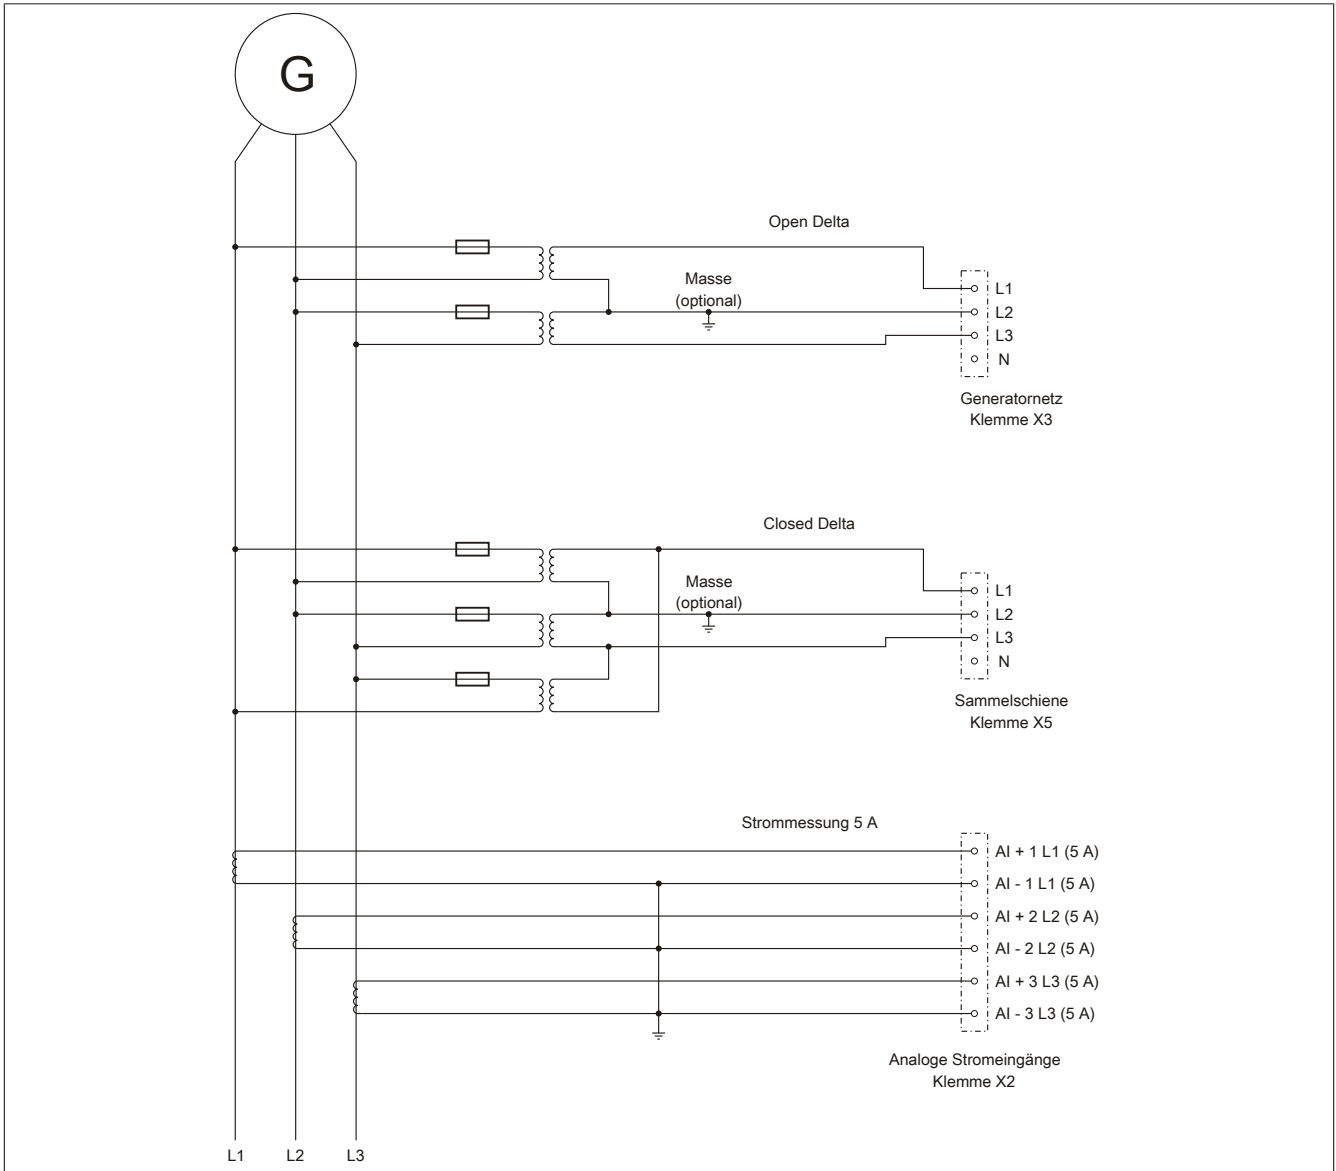 G
Open Delta
Masse
(optional)
L1
L2
L3
N
Generatornetz
Klemme X3
Closed Delta
Masse
(optional)
L1
L2
L3
N
Sammelschiene
Klemme X5
Strommessung 5 A
AI + 1 L1 (5 A)
AI - 1 L1 (5 A)
AI + 2 L2 (5 A)
AI - 2 L2 (5 A)
AI + 3 L3 (5 A)
AI - 3 L3 (5 A)
Analoge Stromeingänge
Klemme X2
L1 L2 L3